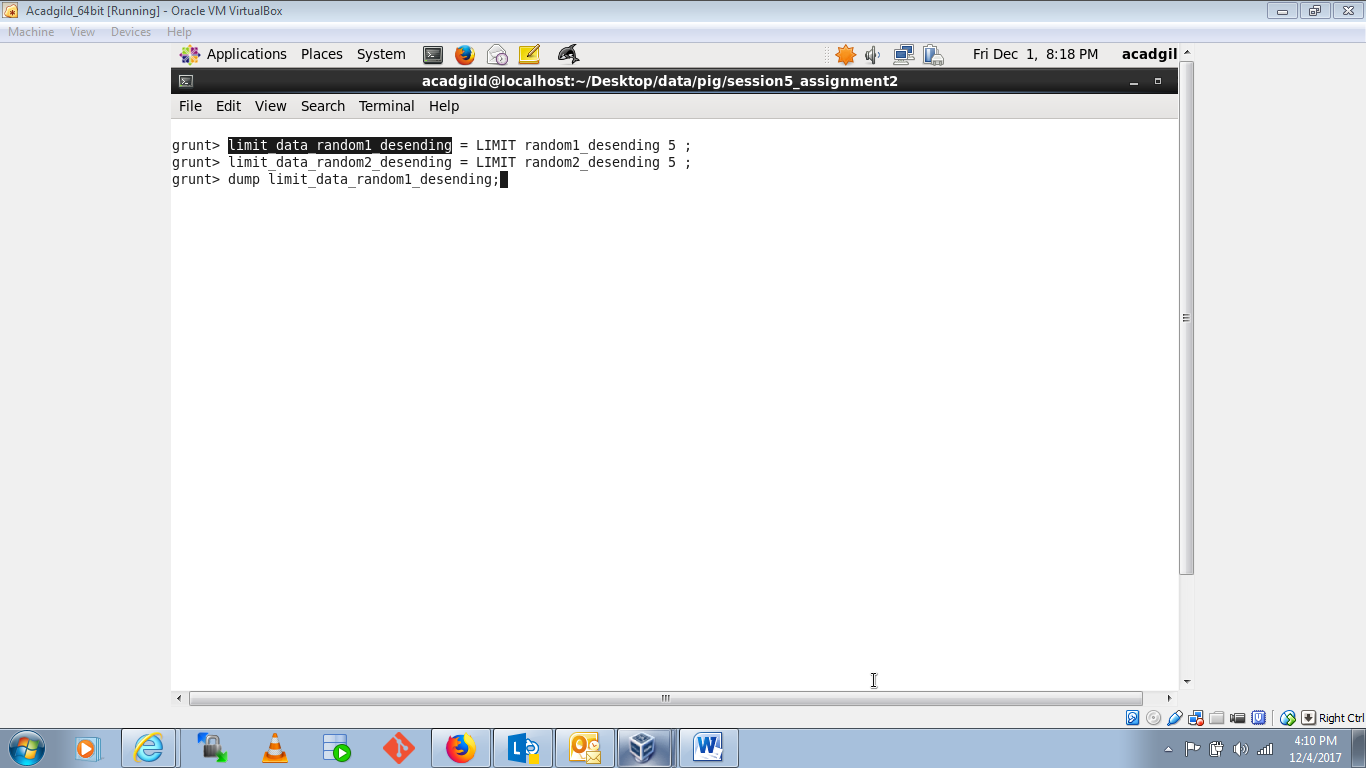 Acadgild_64bit [Running] - Oracle VM VirtualBox
Machine View Devices Help
Applications Places System Fri Dec 1, 8:18 PM acadgil
acadgild@localhost:~/Desktop/data/pig/session5_assignment2
File Edit View Search Terminal Help
grunt> limit_data_random1_desending = LIMIT random1_desending 5 ;
grunt> limit_data_random2_desending = LIMIT random2_desending 5 ;
grunt> dump limit_data_random1_desending;
Right Ctrl
4:10 PM
12/4/2017